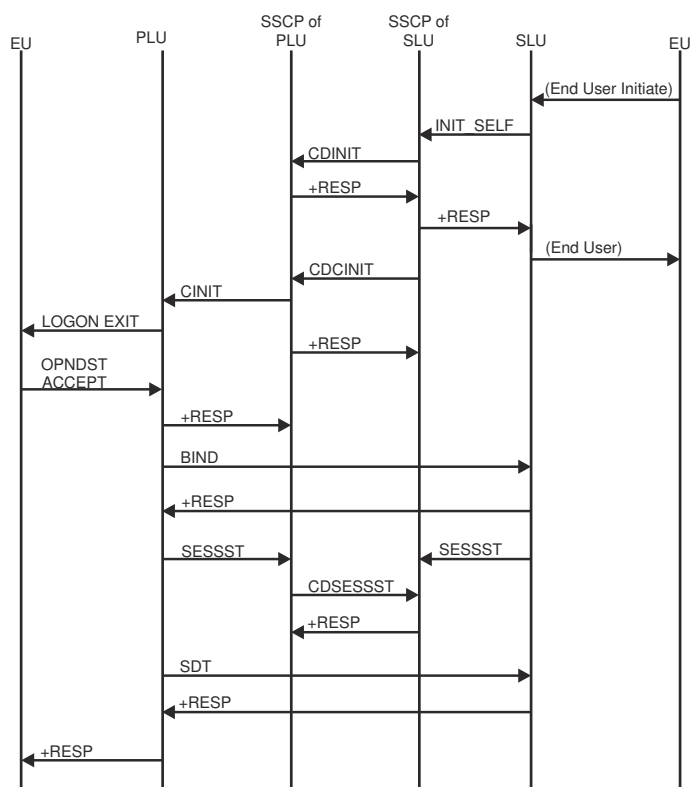 SSCP of SSCP of
EU PLU PLU SLU SLU EU
(End User Initiate)
INIT_SELF
CDINIT
+RESP
+RESP
(End User)
CDCINIT
CINIT
LOGON EXIT
+RESP
OPNDST
ACCEPT
+RESP
BIND
+RESP
SESSST SESSST
CDSESSST
+RESP
SDT
+RESP
+RESP